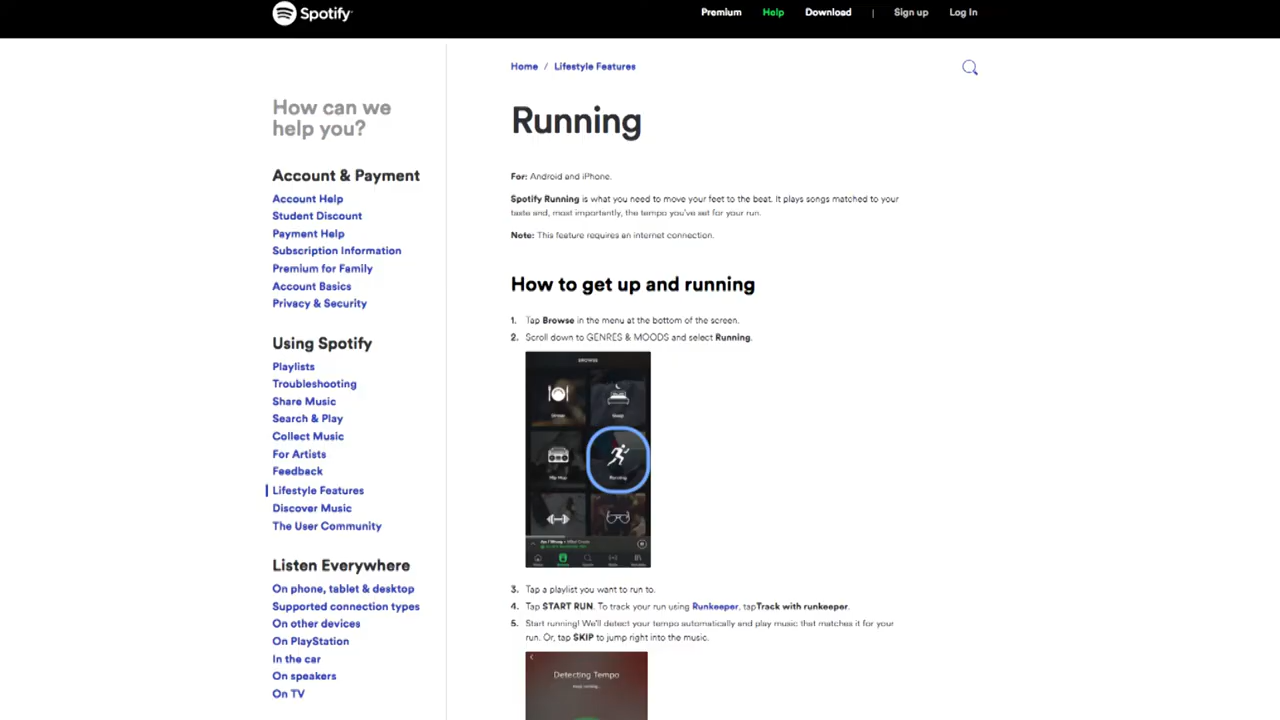 Spotify
Premium Help Download | Sign up Log In
Home / Lifestyle Features
How can we
help you?
Account & Payment
Account Help
Student Discount
Payment Help
Subscription Information
Premium for Family
Account Basics
Privacy & Security
Using Spotify
Playlists
Troubleshooting
Share Music
Search & Play
Collect Music
For Artists
Feedback
Lifestyle Features
Discover Music
The User Community
Listen Everywhere
On phone, tablet & desktop
Supported connection types
On other devices
On PlayStation
In the car
On speakers
On TV
Running
For: Android and iPhone.
Spotify Running is what you need to move your feet to the beat. It plays songs matched to your
taste and, most importantly, the tempo you've set for your run.
Note: This feature requires an internet connection.
How to get up and running
1. Tap Browse in the menu at the bottom of the screen.
2. Scroll down to GENRES & MOODS and select Running.
BROWSE
Dinner Sleep
Hip Hop Running
3. Tap a playlist you want to run to.
4. Tap START RUN. To track your run using Runkeeper, tapTrack with runkeeper.
5. Start running! We'll detect your tempo automatically and play music that matches it for your
run. Or, tap SKIP to jump right into the music.
Detecting Tempo
Keep running...